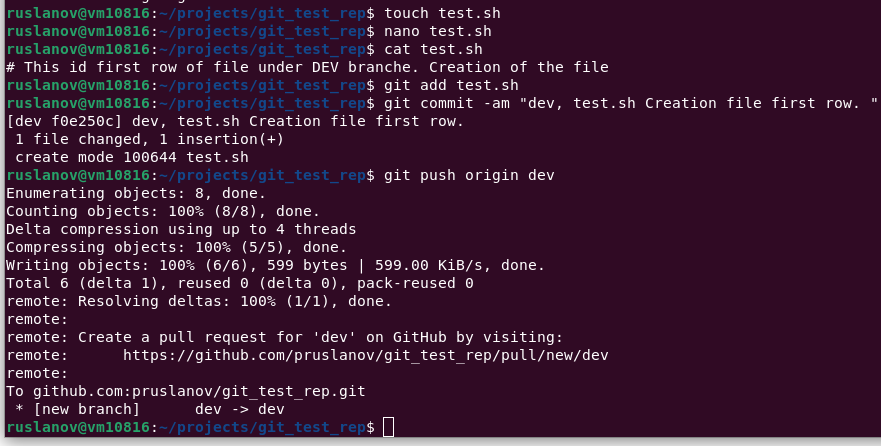 ruslanov@vm10816:~/projects/git_test_rep$ touch test.sh
ruslanov@vm10816:~/projects/git_test_rep$ nano test.sh
ruslanov@vm10816:~/projects/git_test_rep$ cat test.sh
# This id first row of file under DEV branche. Creation of the file
ruslanov@vm10816:~/projects/git_test_rep$ git add test.sh
ruslanov@vm10816:~/projects/git_test_rep$ git commit -am "dev, test.sh Creation file first row. "
[dev f0e250c] dev, test.sh Creation file first row.
 1 file changed, 1 insertion(+)
 create mode 100644 test.sh
ruslanov@vm10816:~/projects/git_test_rep$ git push origin dev
Enumerating objects: 8, done.
Counting objects: 100% (8/8), done.
Delta compression using up to 4 threads
Compressing objects: 100% (5/5), done.
Writing objects: 100% (6/6), 599 bytes | 599.00 KiB/s, done.
Total 6 (delta 1), reused 0 (delta 0), pack-reused 0
remote: Resolving deltas: 100% (1/1), done.
remote:
remote: Create a pull request for 'dev' on GitHub by visiting:
remote:      https://github.com/pruslanov/git_test_rep/pull/new/dev
remote:
To github.com:pruslanov/git_test_rep.git
 * [new branch]      dev -> dev
ruslanov@vm10816:~/projects/git_test_rep$